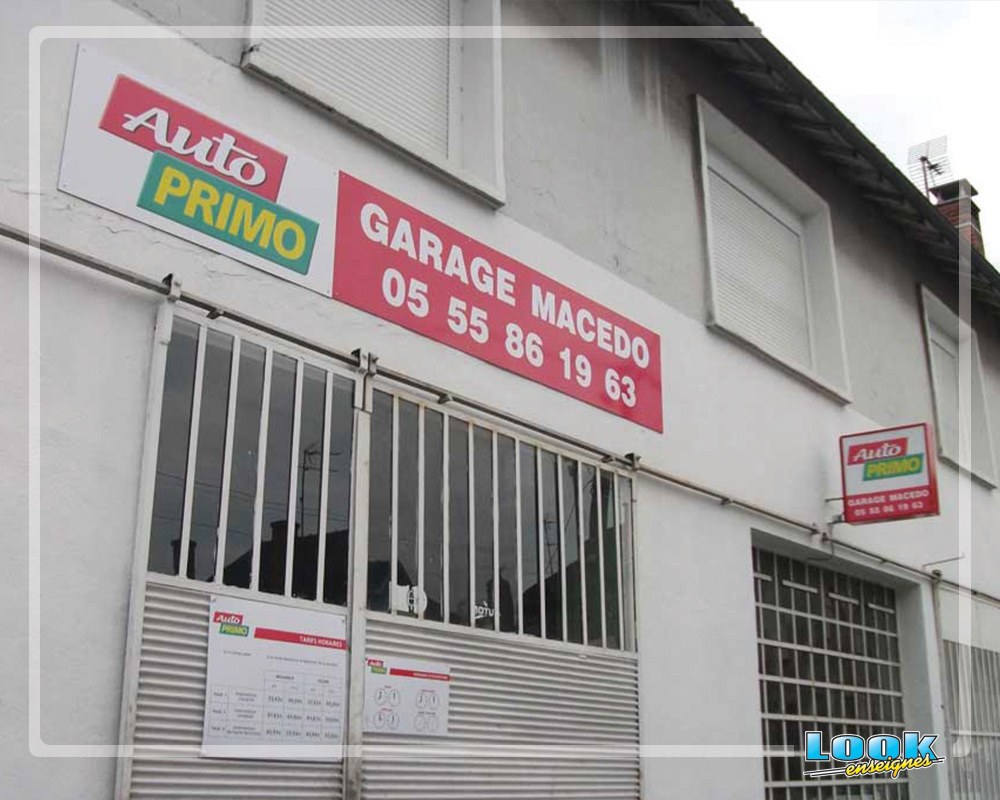 Auto
PRIMO
GARAGE MACEDO
05 55 86 19 63
Auto
PRIMO
GARAGE MACEDO
05 55 86 19 63
Auto
PRIMO
TARIFS HORAIRES
Auto
PRIMO
LOOK
enseignes